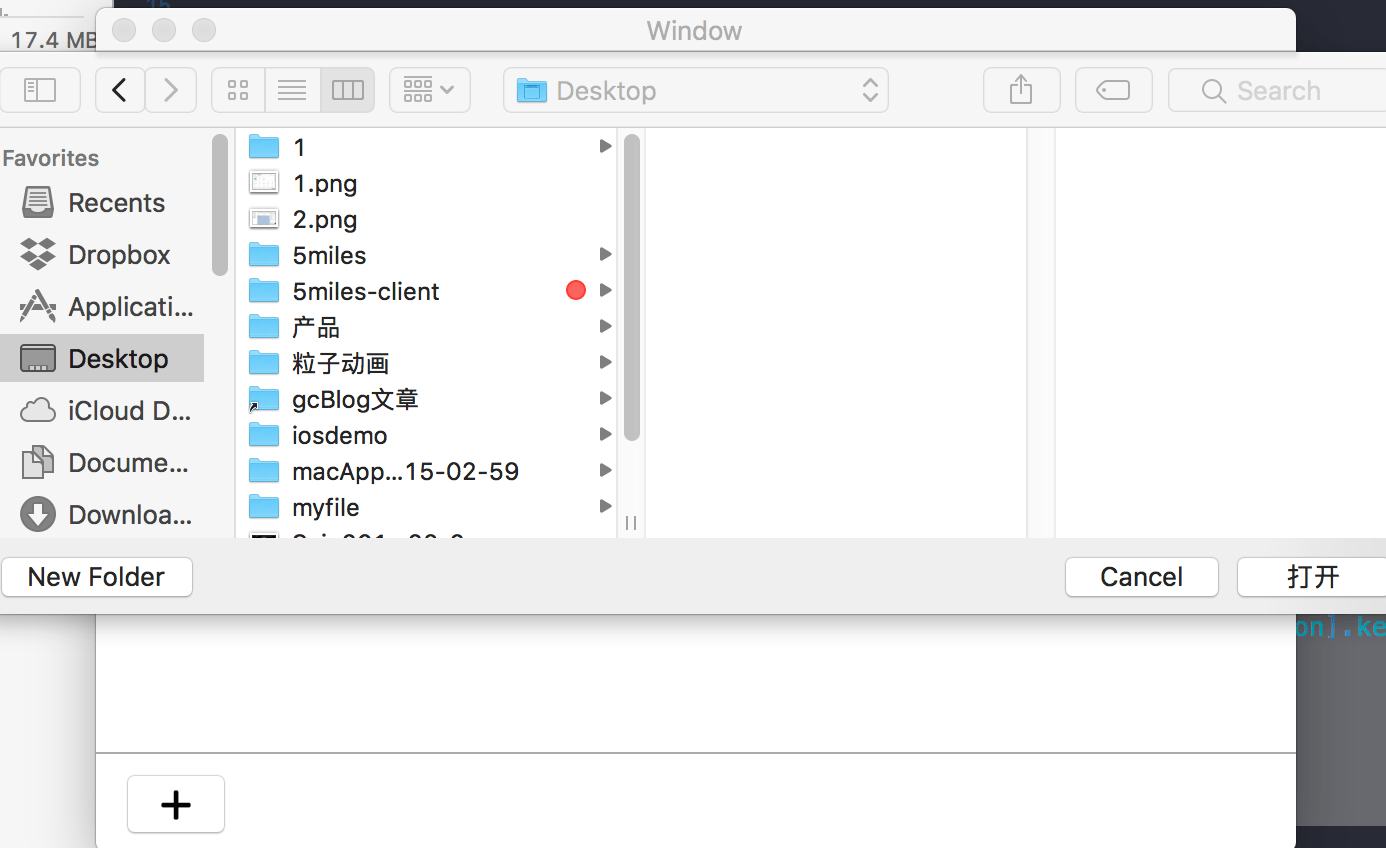 17.4 MB
Window
Desktop
Search
Favorites
Recents
Dropbox
Applicati...
Desktop
iCloud D...
Docume...
Downloa...
1
1.png
2.png
5miles
5miles-client
产品
粒子动画
gcBlog文章
iosdemo
macApp...15-02-59
myfile
New Folder
Cancel
打开
onj.ke